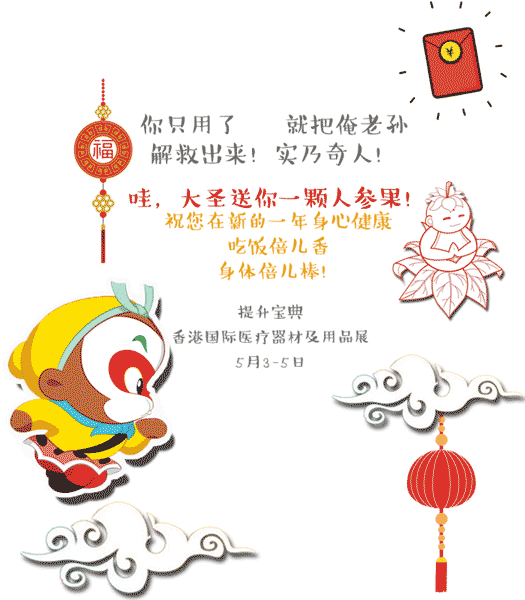 ¥
你只用了 就把俺老孙
福
解救出来! 实乃奇人!
哇, 大圣送你一颗人参果!
祝您在新的一年身心健康
吃饭倍儿香
身体倍儿棒!
提升宝典
香港国际医疗器材及用品展
5月3-5日